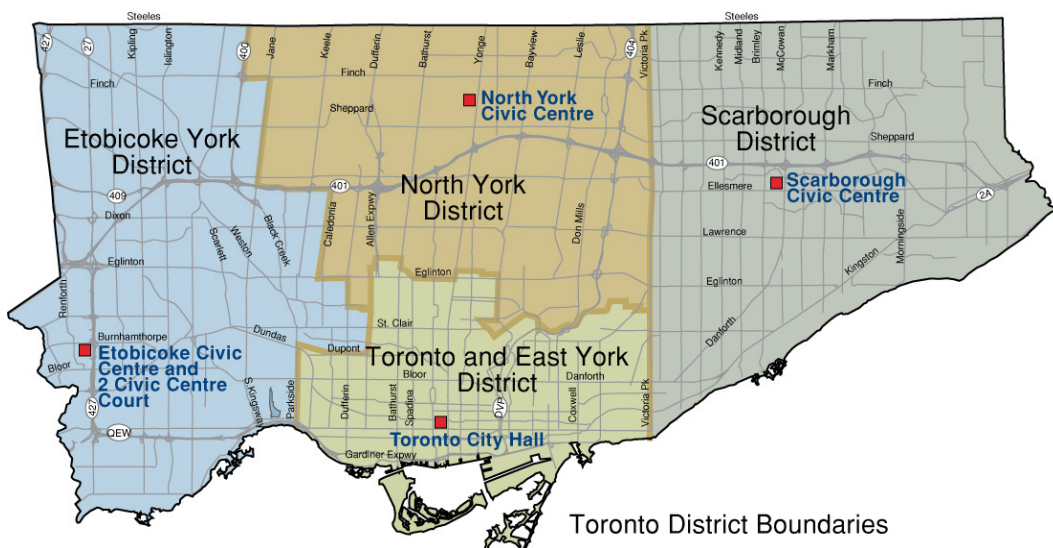 Steeles
Steeles
427
27
Kipling
Islington
400
Jane
Keele
Dufferin
Bathurst
Yonge
Bayview
Leslie
404
Victoria Pk
Kennedy
Midland
Brimley
McCowan
Markham
Finch
Finch
Finch
Sheppard
North York
Civic Centre
Scarborough
District
Sheppard
Etobicoke York
District
401
401
409
North York
District
Ellesmere
Scarborough
Civic Centre
2A
Dixon
Scarlett
Weston
Black Creek
Caledonia
Allen Expwy
Don Mills
Lawrence
Morningside
Kingston
Eglinton
Eglinton
Eglinton
Renforth
Burnhamthorpe
Dundas
St. Clair
Danforth
Bloor
Etobicoke Civic
Centre and
2 Civic Centre
Court
Dupont
Toronto and East York
District
Bloor
Danforth
S Kingsway
Parkside
Dufferin
Bathurst
Spadina
DVP
Coxwell
Victoria Pk
427
QEW
Toronto City Hall
Gardiner Expwy
Toronto District Boundaries